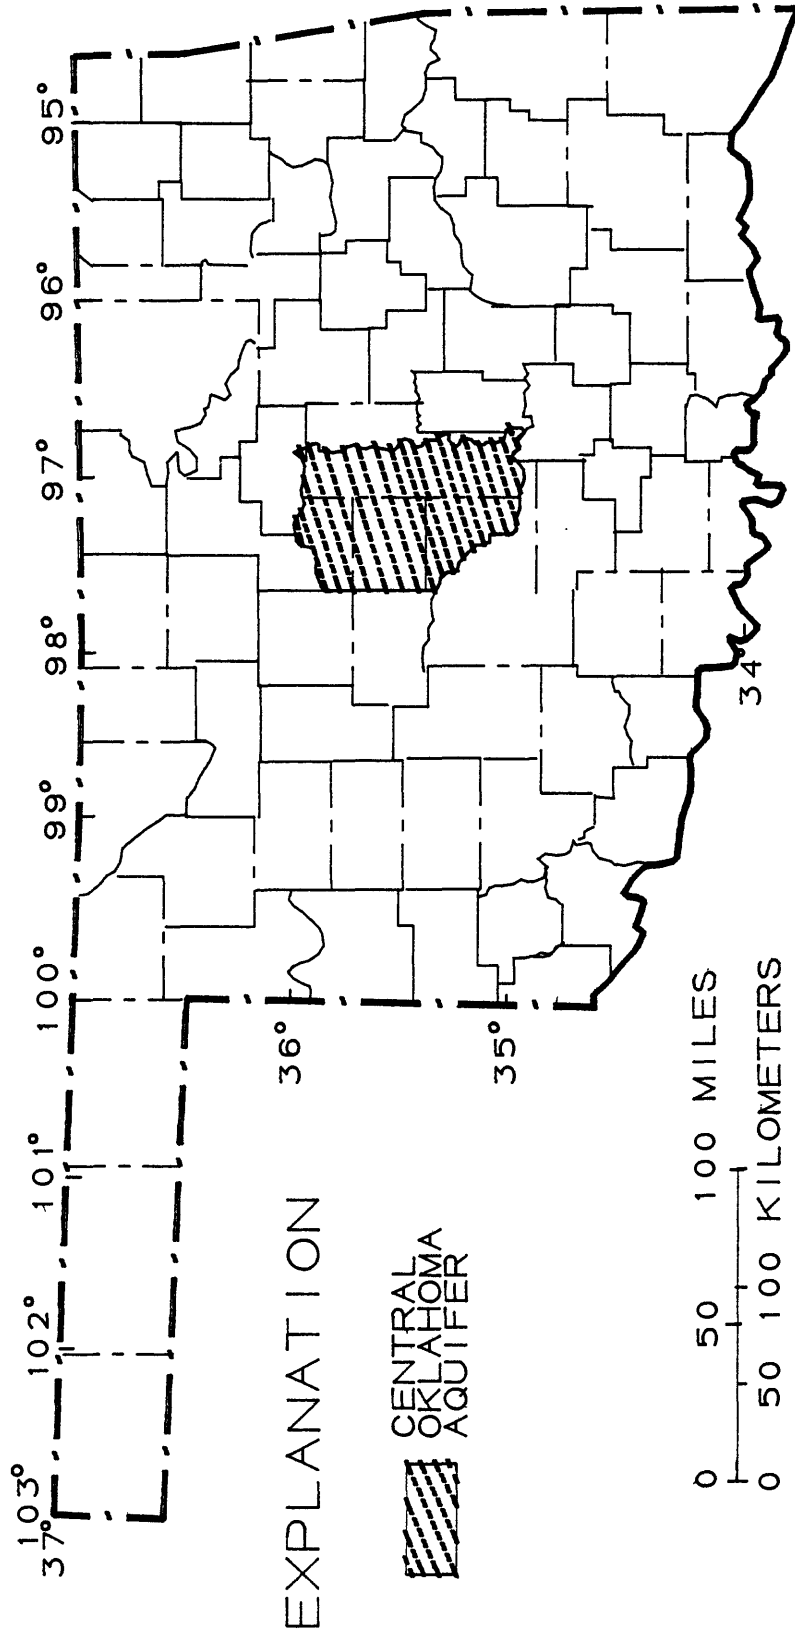 103° 102° 101° 100° 99° 98° 97° 96° 95°
37°
36°
35°
34°
EXPLANATION
CENTRAL
OKLAHOMA
AQUIFER
0 50 100 MILES
0 50 100 KILOMETERS